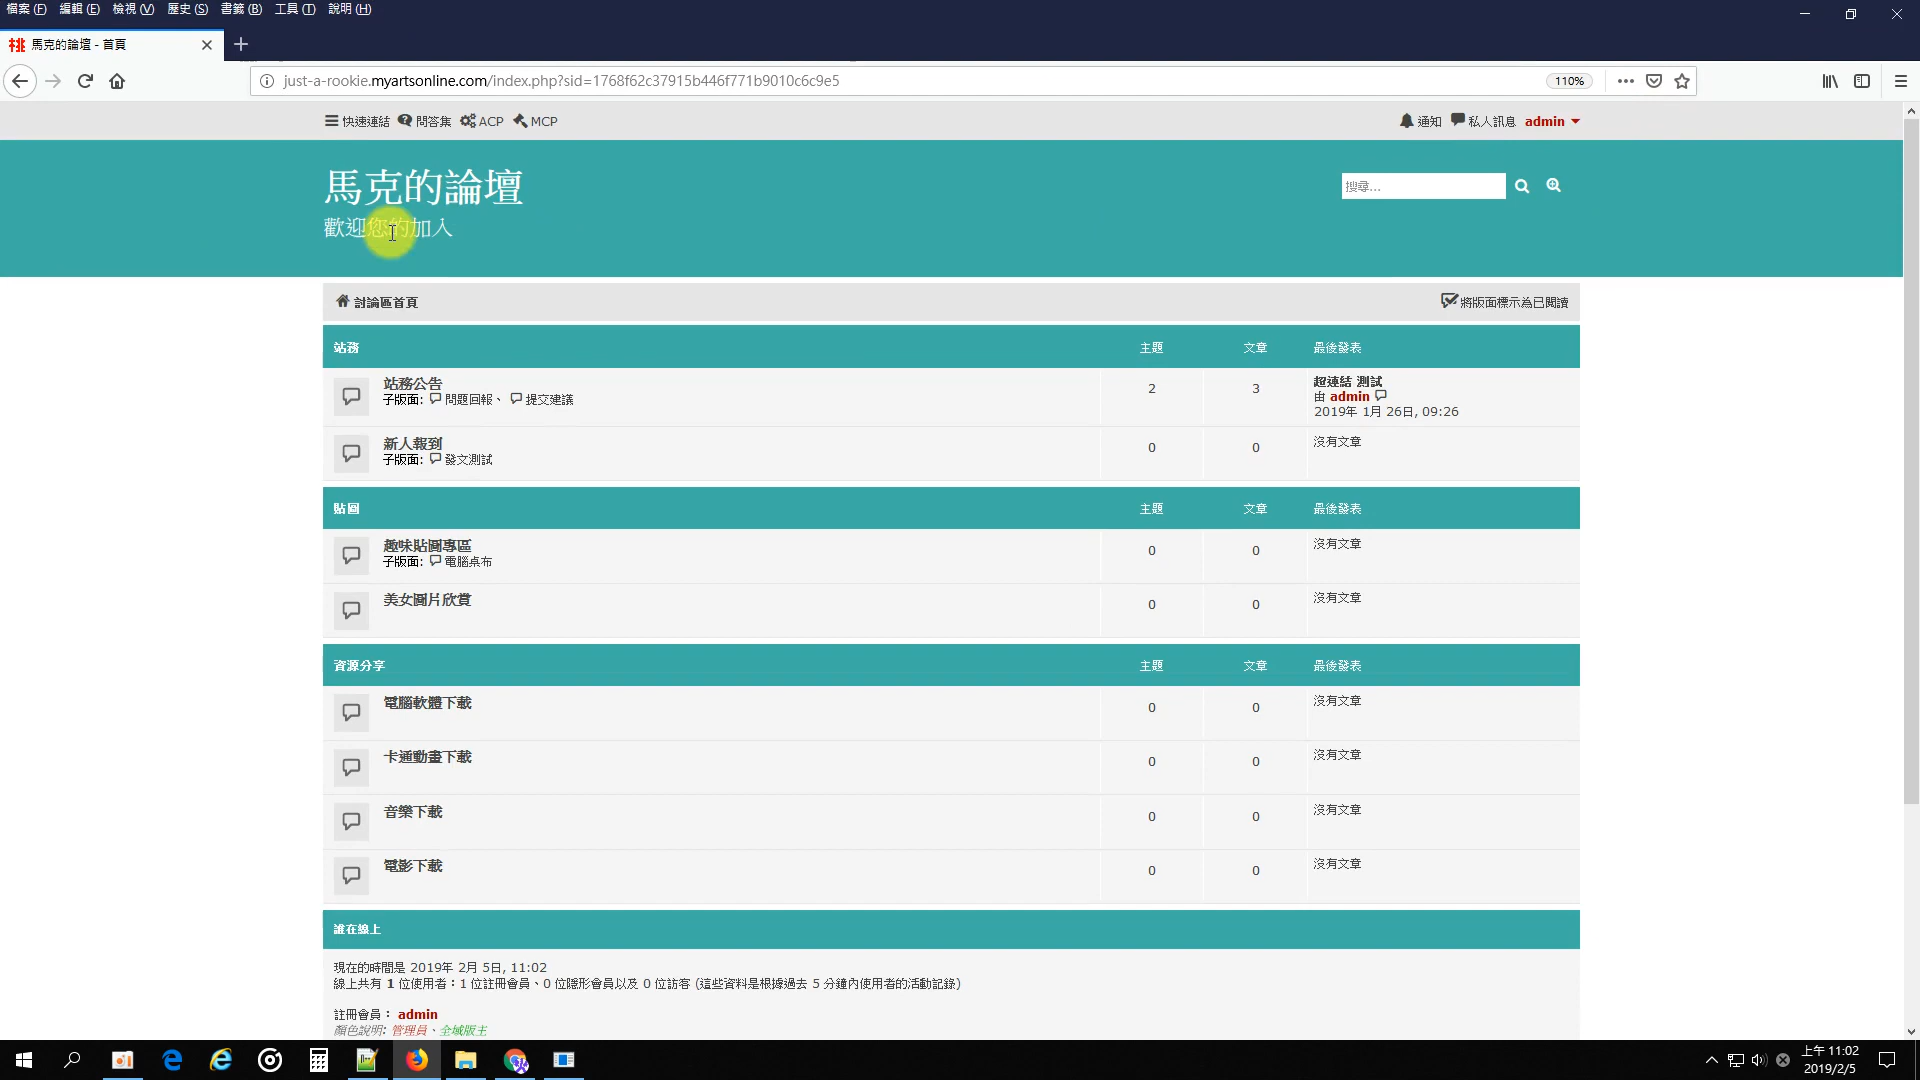 檔案 (F) 編輯 (E) 檢視 (V) 歷史 (S) 書籤 (B) 工具 (T) 說明 (H)
馬克的論壇 - 首頁
just-a-rookie.myartsonline.com/index.php?sid=1768f62c37915b446f771b9010c6c9e5 110%
快速連結 問答集 ACP MCP 通知 私人訊息 admin
馬克的論壇
搜尋...
歡迎您的加入
討論區首頁 將版面標示為已閱讀
站務 主題 文章 最後發表
站務公告 2 3 超連結 測試
子版面: 問題回報、 提交建議 由 admin
2019年 1月 26日, 09:26
新人報到 0 0 沒有文章
子版面: 發文測試
貼圖 主題 文章 最後發表
趣味貼圖專區 0 0 沒有文章
子版面: 電腦桌布
美女圖片欣賞 0 0 沒有文章
資源分享 主題 文章 最後發表
電腦軟體下載 0 0 沒有文章
卡通動畫下載 0 0 沒有文章
音樂下載 0 0 沒有文章
電影下載 0 0 沒有文章
誰在線上
現在的時間是 2019年 2月 5日, 11:02
線上共有 1 位使用者：1 位註冊會員、0 位隱形會員以及 0 位訪客 (這些資料是根據過去 5 分鐘內使用者的活動記錄)
註冊會員： admin
顏色說明: 管理員、全域版主
上午 11:02
2019/2/5